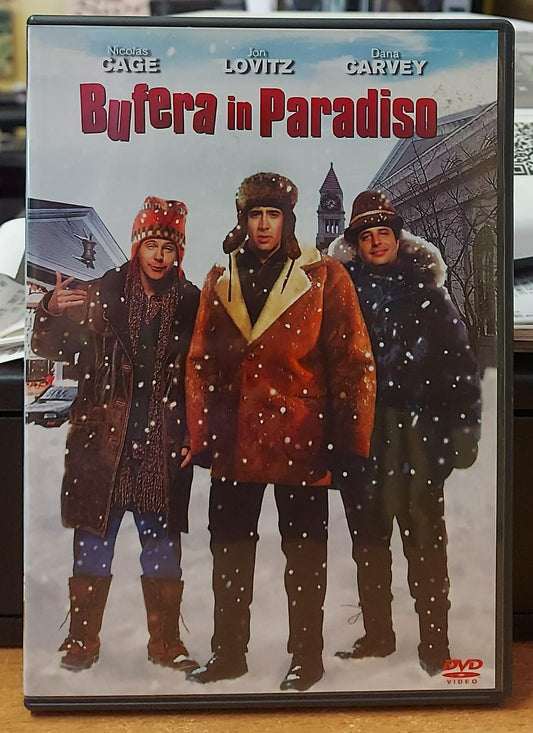 Nicolas Jon Dana
CAGE LOVITZ CARVEY
Bufera in Paradiso
DVD
VIDEO